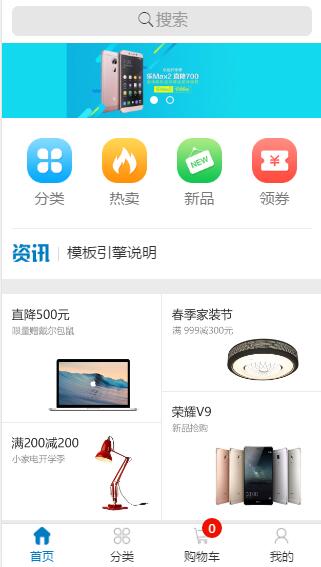 搜索
乐Max2 直降700
分类
热卖
NEW
新品
¥
领券
资讯
模板引擎说明
直降500元
限量赠戴尔包鼠
春季家装节
满 999减300元
荣耀V9
新品抢购
满200减200
小家电开学季
0
首页
分类
购物车
我的